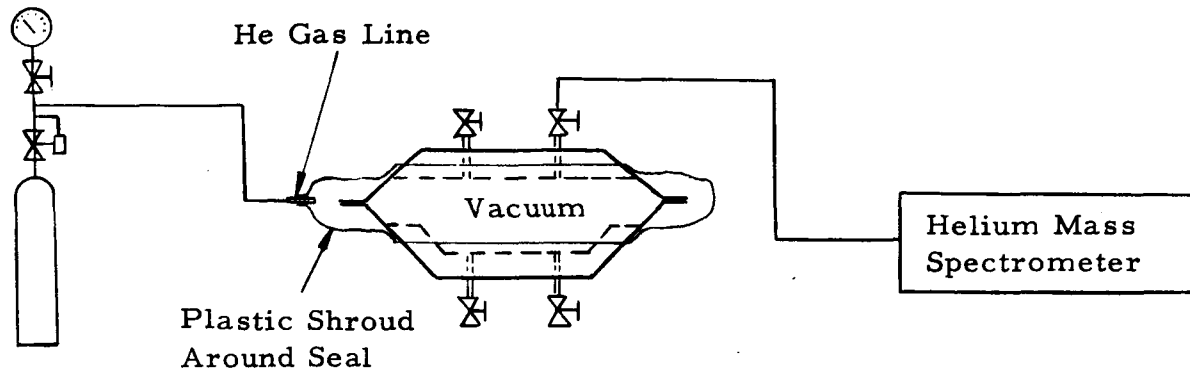 He Gas Line
Vacuum
Helium Mass
Spectrometer
Plastic Shroud
Around Seal